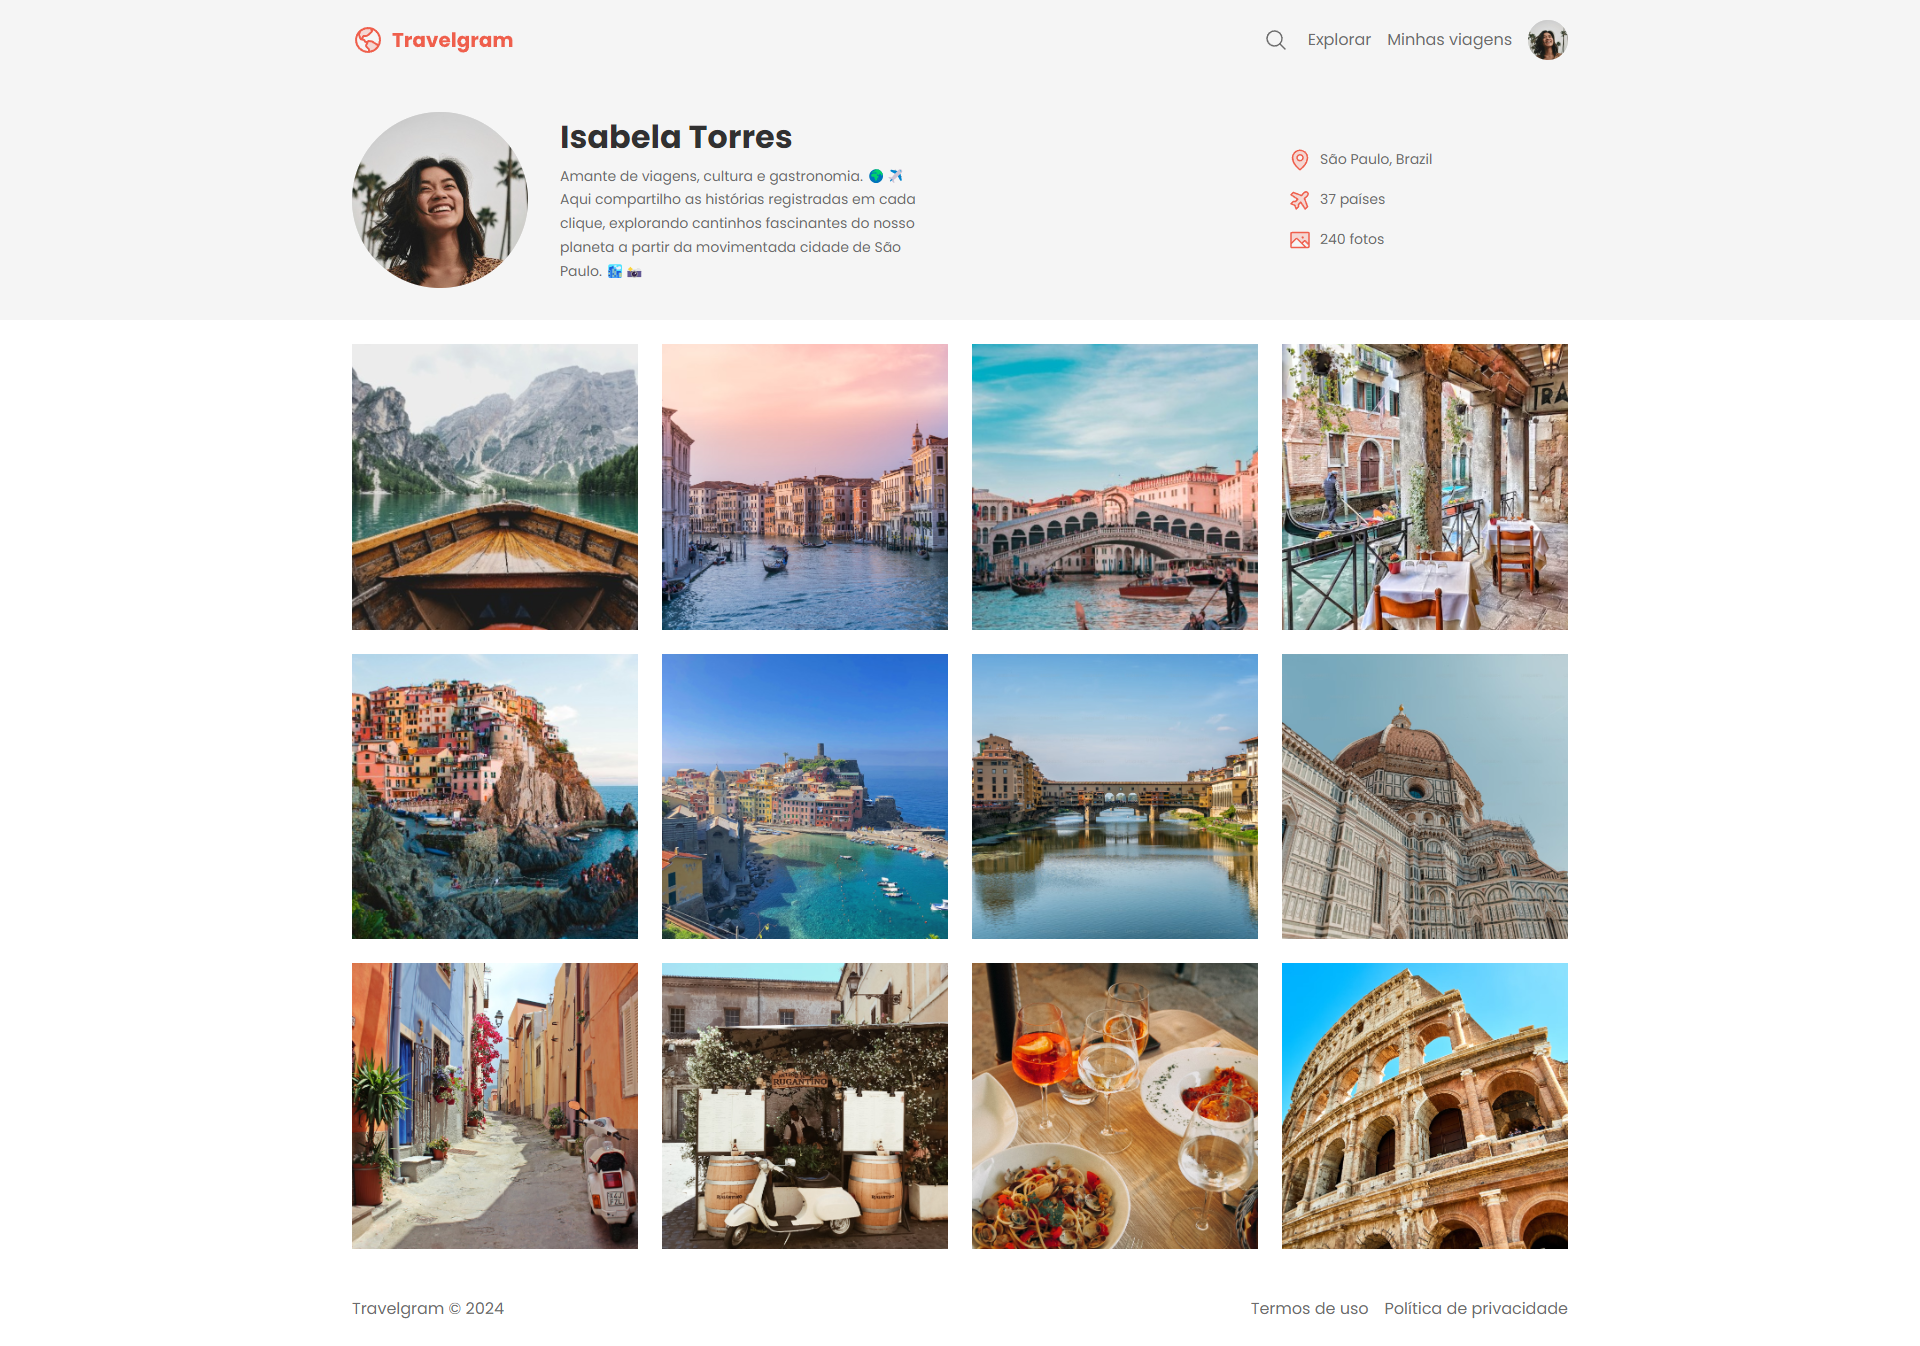 Travelgram
Explorar
Minhas viagens
Isabela Torres
Amante de viagens, cultura e gastronomia. 🌍 ✈️
Aqui compartilho as histórias registradas em cada
clique, explorando cantinhos fascinantes do nosso
planeta a partir da movimentada cidade de São
Paulo. 🏙️ 📸
São Paulo, Brazil
37 países
240 fotos
TRA
RUGANTINO
Travelgram © 2024
Termos de uso
Política de privacidade